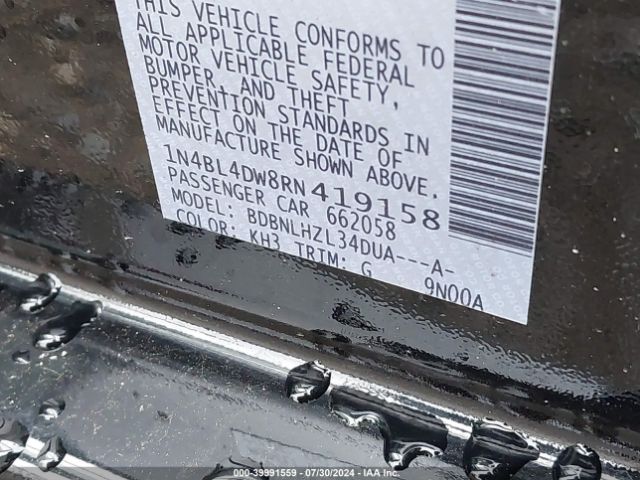 THIS VEHICLE CONFORMS TO
ALL APPLICABLE FEDERAL
MOTOR VEHICLE SAFETY,
BUMPER, AND THEFT
PREVENTION STANDARDS IN
EFFECT ON THE DATE OF
MANUFACTURE SHOWN ABOVE.
1N4BL4DW8RN419158
PASSENGER CAR 662058
MODEL: BDBNLHZL34DUA---A-
COLOR: KH3 TRIM: G 9N00A
000-39991559 - 07/30/2024 - IAA Inc.